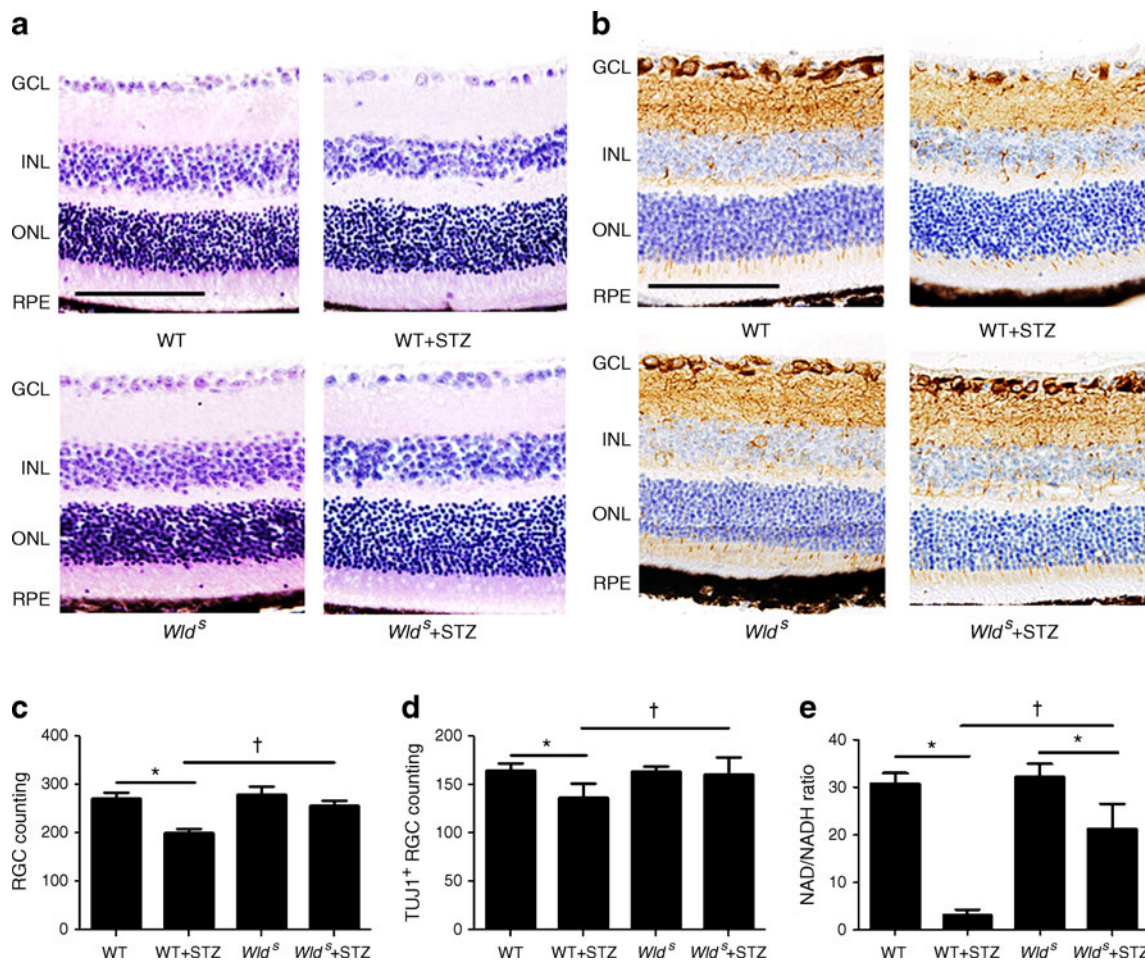 a
GCL
INL
ONL
RPE
WT
WT+STZ
GCL
INL
ONL
RPE
Wld^S
Wld^S+STZ
b
GCL
INL
ONL
RPE
WT
WT+STZ
GCL
INL
ONL
RPE
Wld^S
Wld^S+STZ
c
RGC counting
400
300
200
100
0
*
†
WT
WT+STZ
Wld^S
Wld^S+STZ
d
TUJ1⁺ RGC counting
200
150
100
50
0
*
†
WT
WT+STZ
Wld^S
Wld^S+STZ
e
NAD/NADH ratio
40
30
20
10
0
*
†
*
WT
WT+STZ
Wld^S
Wld^S+STZ